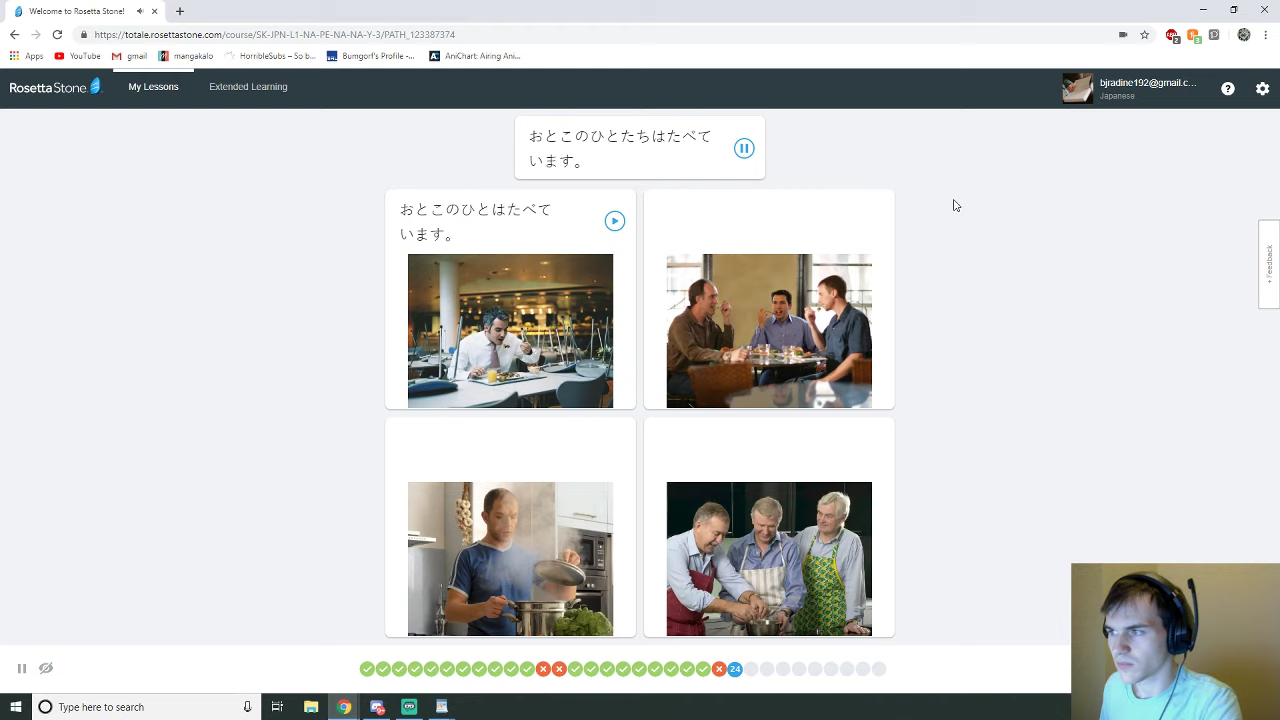 Welcome to Rosetta Stone!
https://totale.rosettastone.com/course/SK-JPN-L1-NA-PE-NA-NA-Y-3/PATH_123387374
Apps
YouTube
gmail
mangakalo
HorribleSubs – So b...
Bumgorf's Profile -...
AniChart: Airing Ani...
RosettaStone
My Lessons
Extended Learning
bjradine192@gmail.c...
Japanese
おとこのひとたちはたべて
います。
おとこのひとはたべて
います。
+ Feedback
24
Type here to search